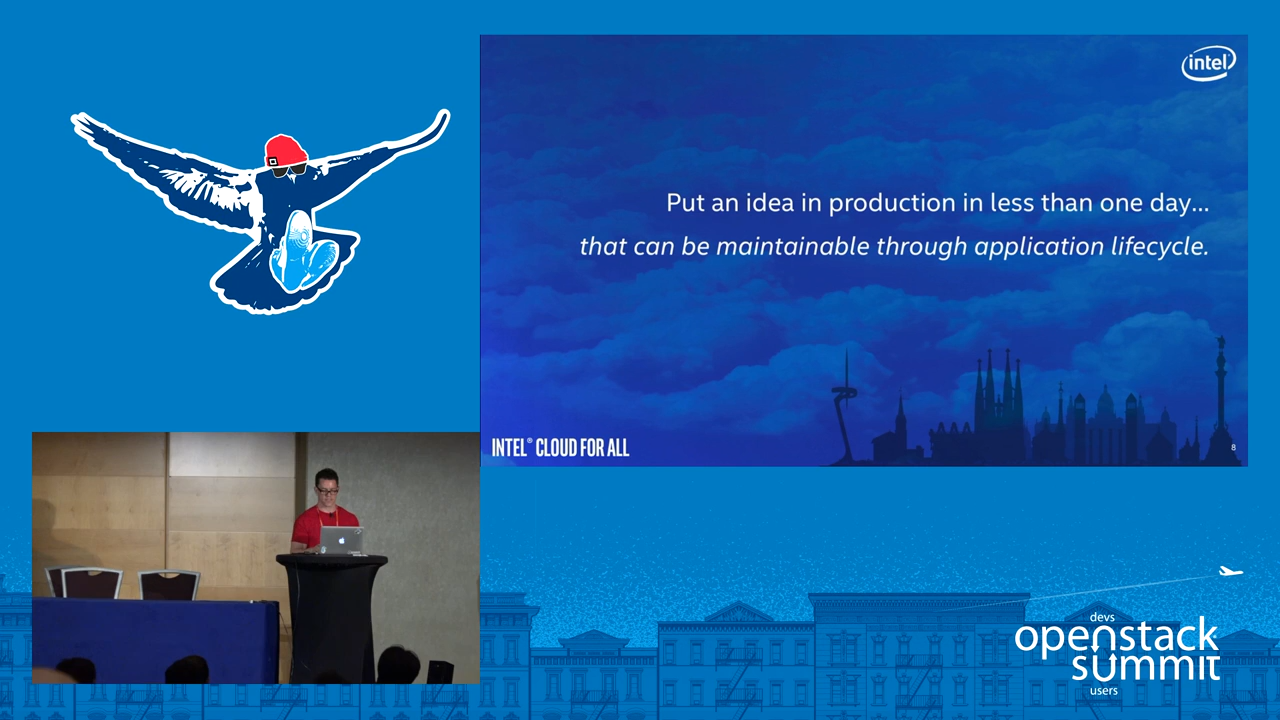 intel
Put an idea in production in less than one day...
that can be maintainable through application lifecycle.
INTEL® CLOUD FOR ALL
8
devs
openstack
summit
users